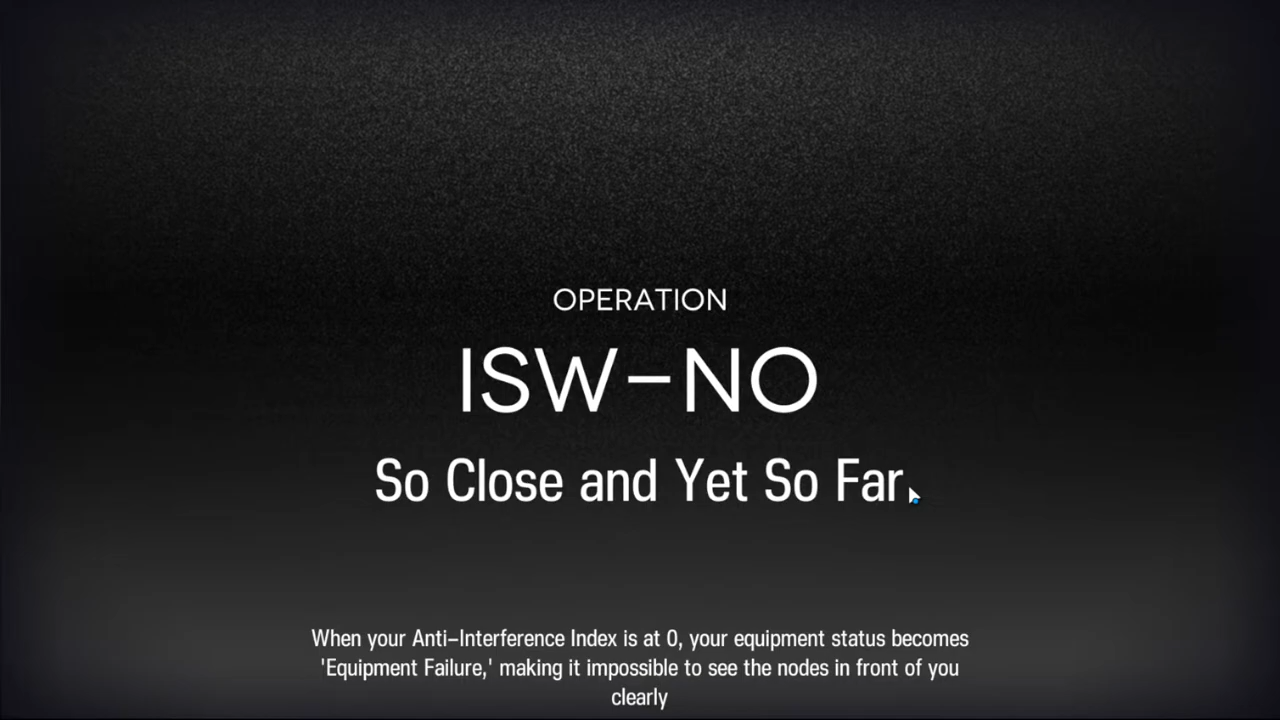 OPERATION
ISW-NO
So Close and Yet So Far
When your Anti-Interference Index is at 0, your equipment status becomes
'Equipment Failure,' making it impossible to see the nodes in front of you
clearly